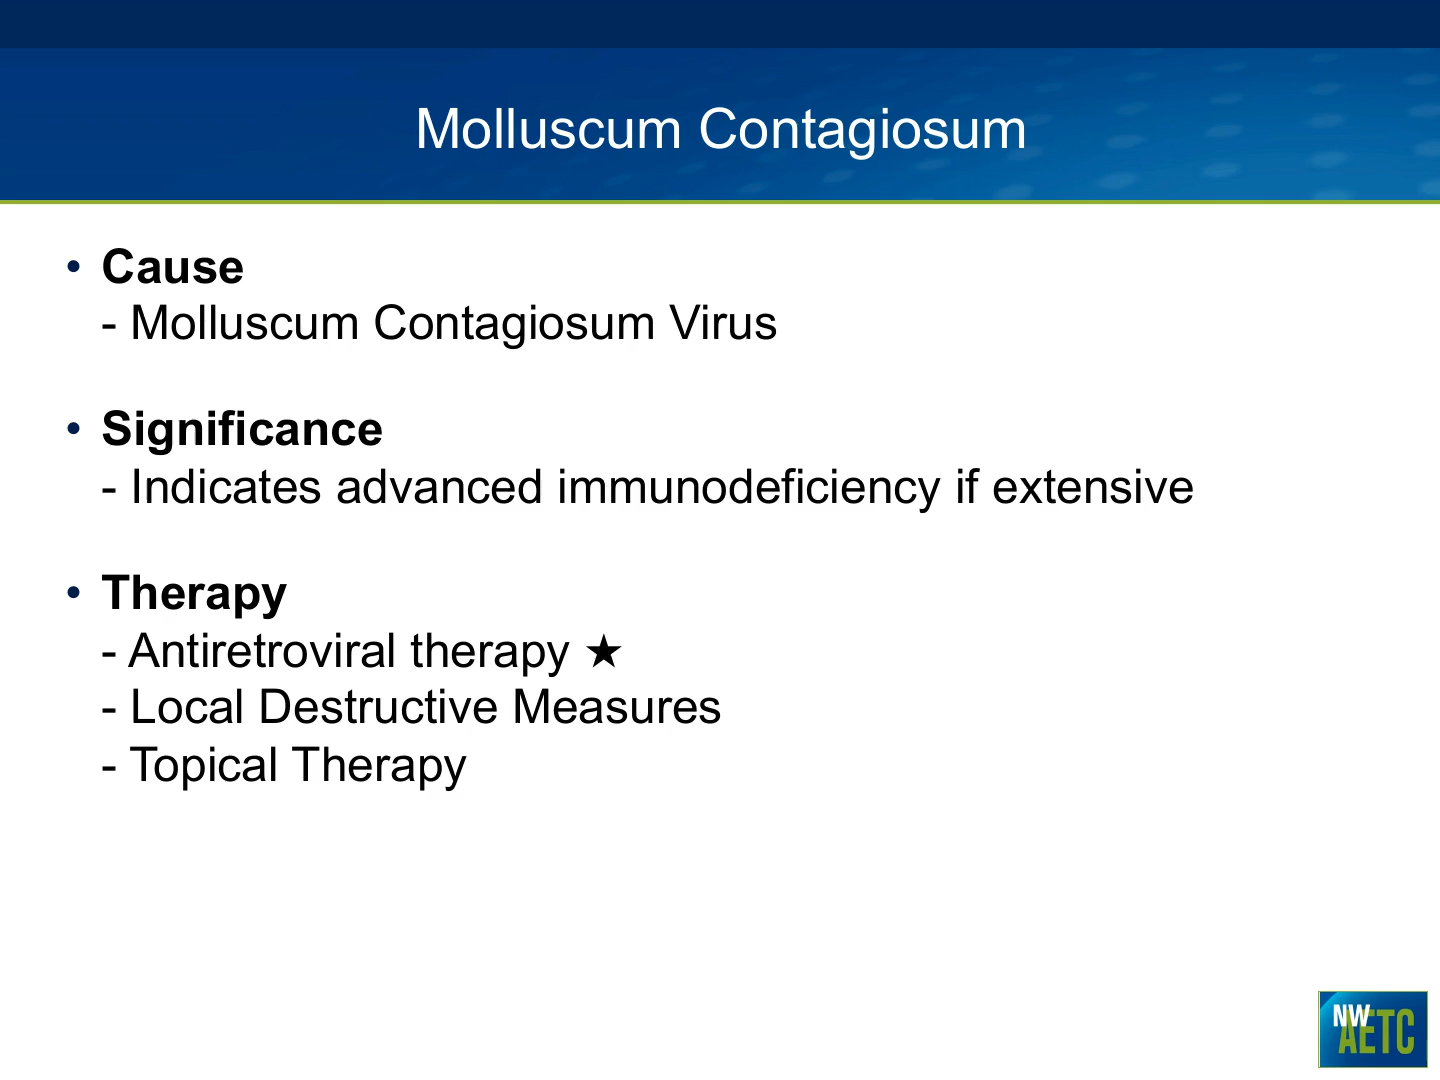 Molluscum Contagiosum
• Cause
- Molluscum Contagiosum Virus
• Significance
- Indicates advanced immunodeficiency if extensive
• Therapy
- Antiretroviral therapy ★
- Local Destructive Measures
- Topical Therapy
NW
AETC